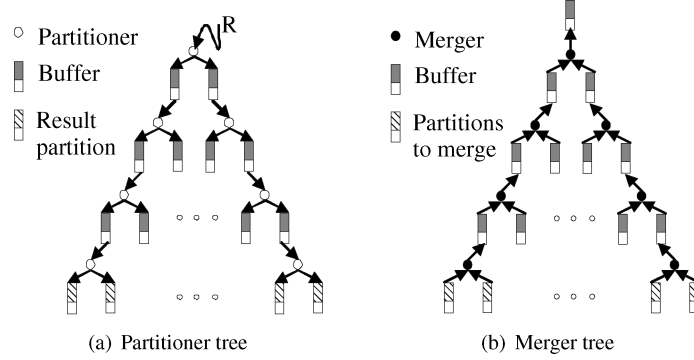 R
Partitioner
Buffer
Result
partition
Merger
Buffer
Partitions
to merge
(a) Partitioner tree
(b) Merger tree